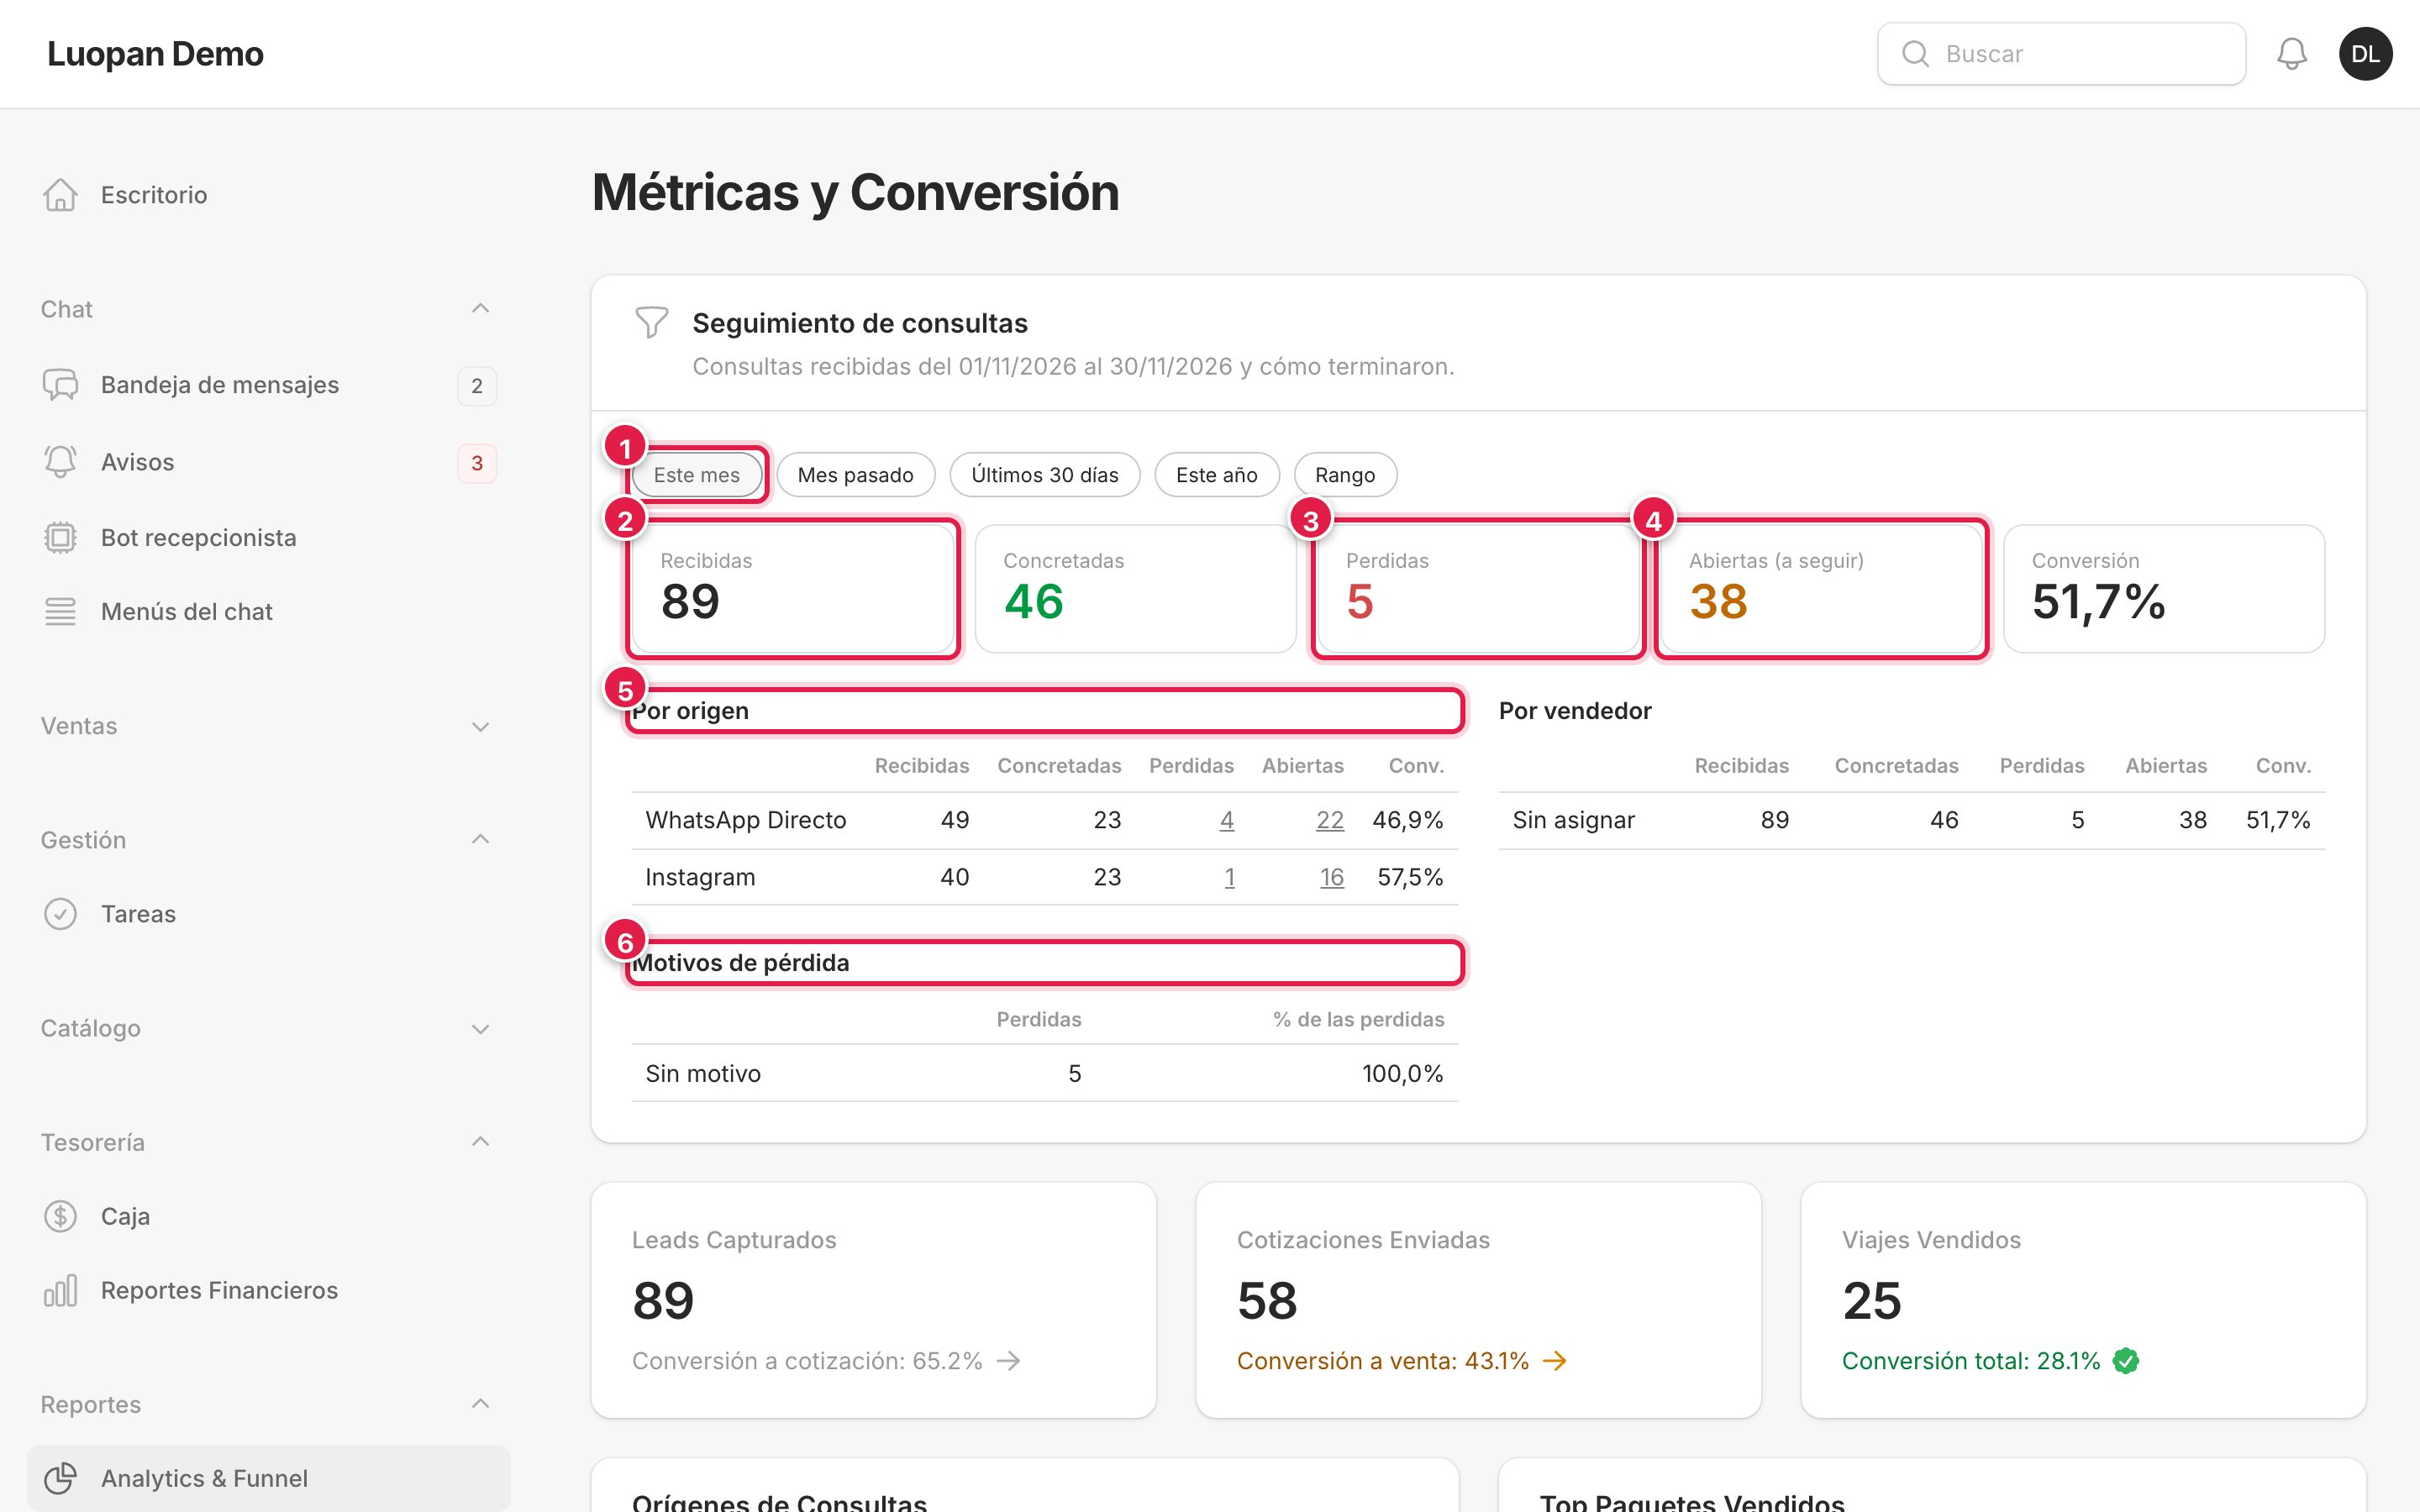 Luopan Demo
Buscar
DL
Escritorio
Chat
Bandeja de mensajes 2
Avisos 3
Bot recepcionista
Menús del chat
Ventas
Gestión
Tareas
Catálogo
Tesorería
Caja
Reportes Financieros
Reportes
Analytics & Funnel
Métricas y Conversión
Seguimiento de consultas
Consultas recibidas del 01/11/2026 al 30/11/2026 y cómo terminaron.
1
Este mes Mes pasado Últimos 30 días Este año Rango
2 3 4
Recibidas Concretadas Perdidas Abiertas (a seguir) Conversión
89 46 5 38 51,7%
5
Por origen
Recibidas Concretadas Perdidas Abiertas Conv.
WhatsApp Directo 49 23 4 22 46,9%
Instagram 40 23 1 16 57,5%
Por vendedor
Recibidas Concretadas Perdidas Abiertas Conv.
Sin asignar 89 46 5 38 51,7%
6
Motivos de pérdida
Perdidas % de las perdidas
Sin motivo 5 100,0%
Leads Capturados
89
Conversión a cotización: 65.2%
Cotizaciones Enviadas
58
Conversión a venta: 43.1%
Viajes Vendidos
25
Conversión total: 28.1%
Orígenes de Consultas
Top Paquetes Vendidos